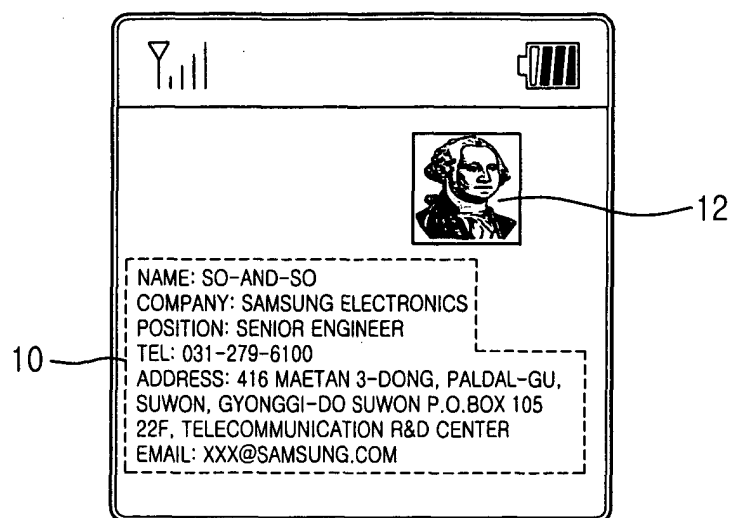 12
NAME: SO-AND-SO
COMPANY: SAMSUNG ELECTRONICS
POSITION: SENIOR ENGINEER
10
TEL: 031-279-6100
ADDRESS: 416 MAETAN 3-DONG, PALDAL-GU,
SUWON, GYONGGI-DO SUWON P.O.BOX 105
22F, TELECOMMUNICATION R&D CENTER
EMAIL: XXX@SAMSUNG.COM